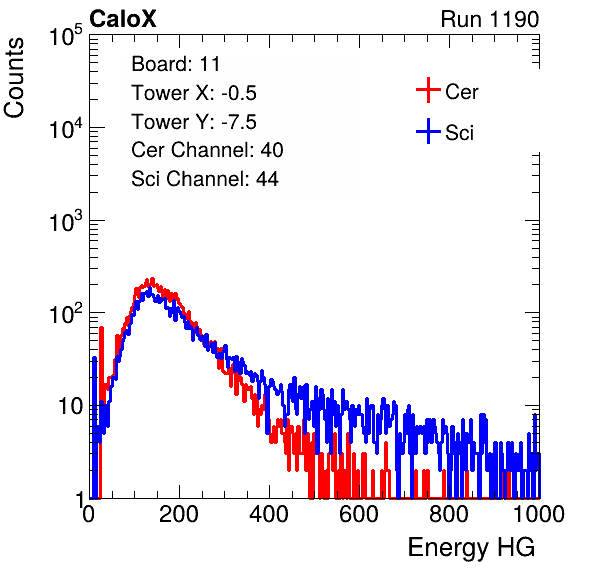 CaloX Run 1190
Counts
10^5
10^4
10^3
10^2
10
1
Board: 11
Tower X: -0.5
Tower Y: -7.5
Cer Channel: 40
Sci Channel: 44
Cer
Sci
0 200 400 600 800 1000
Energy HG